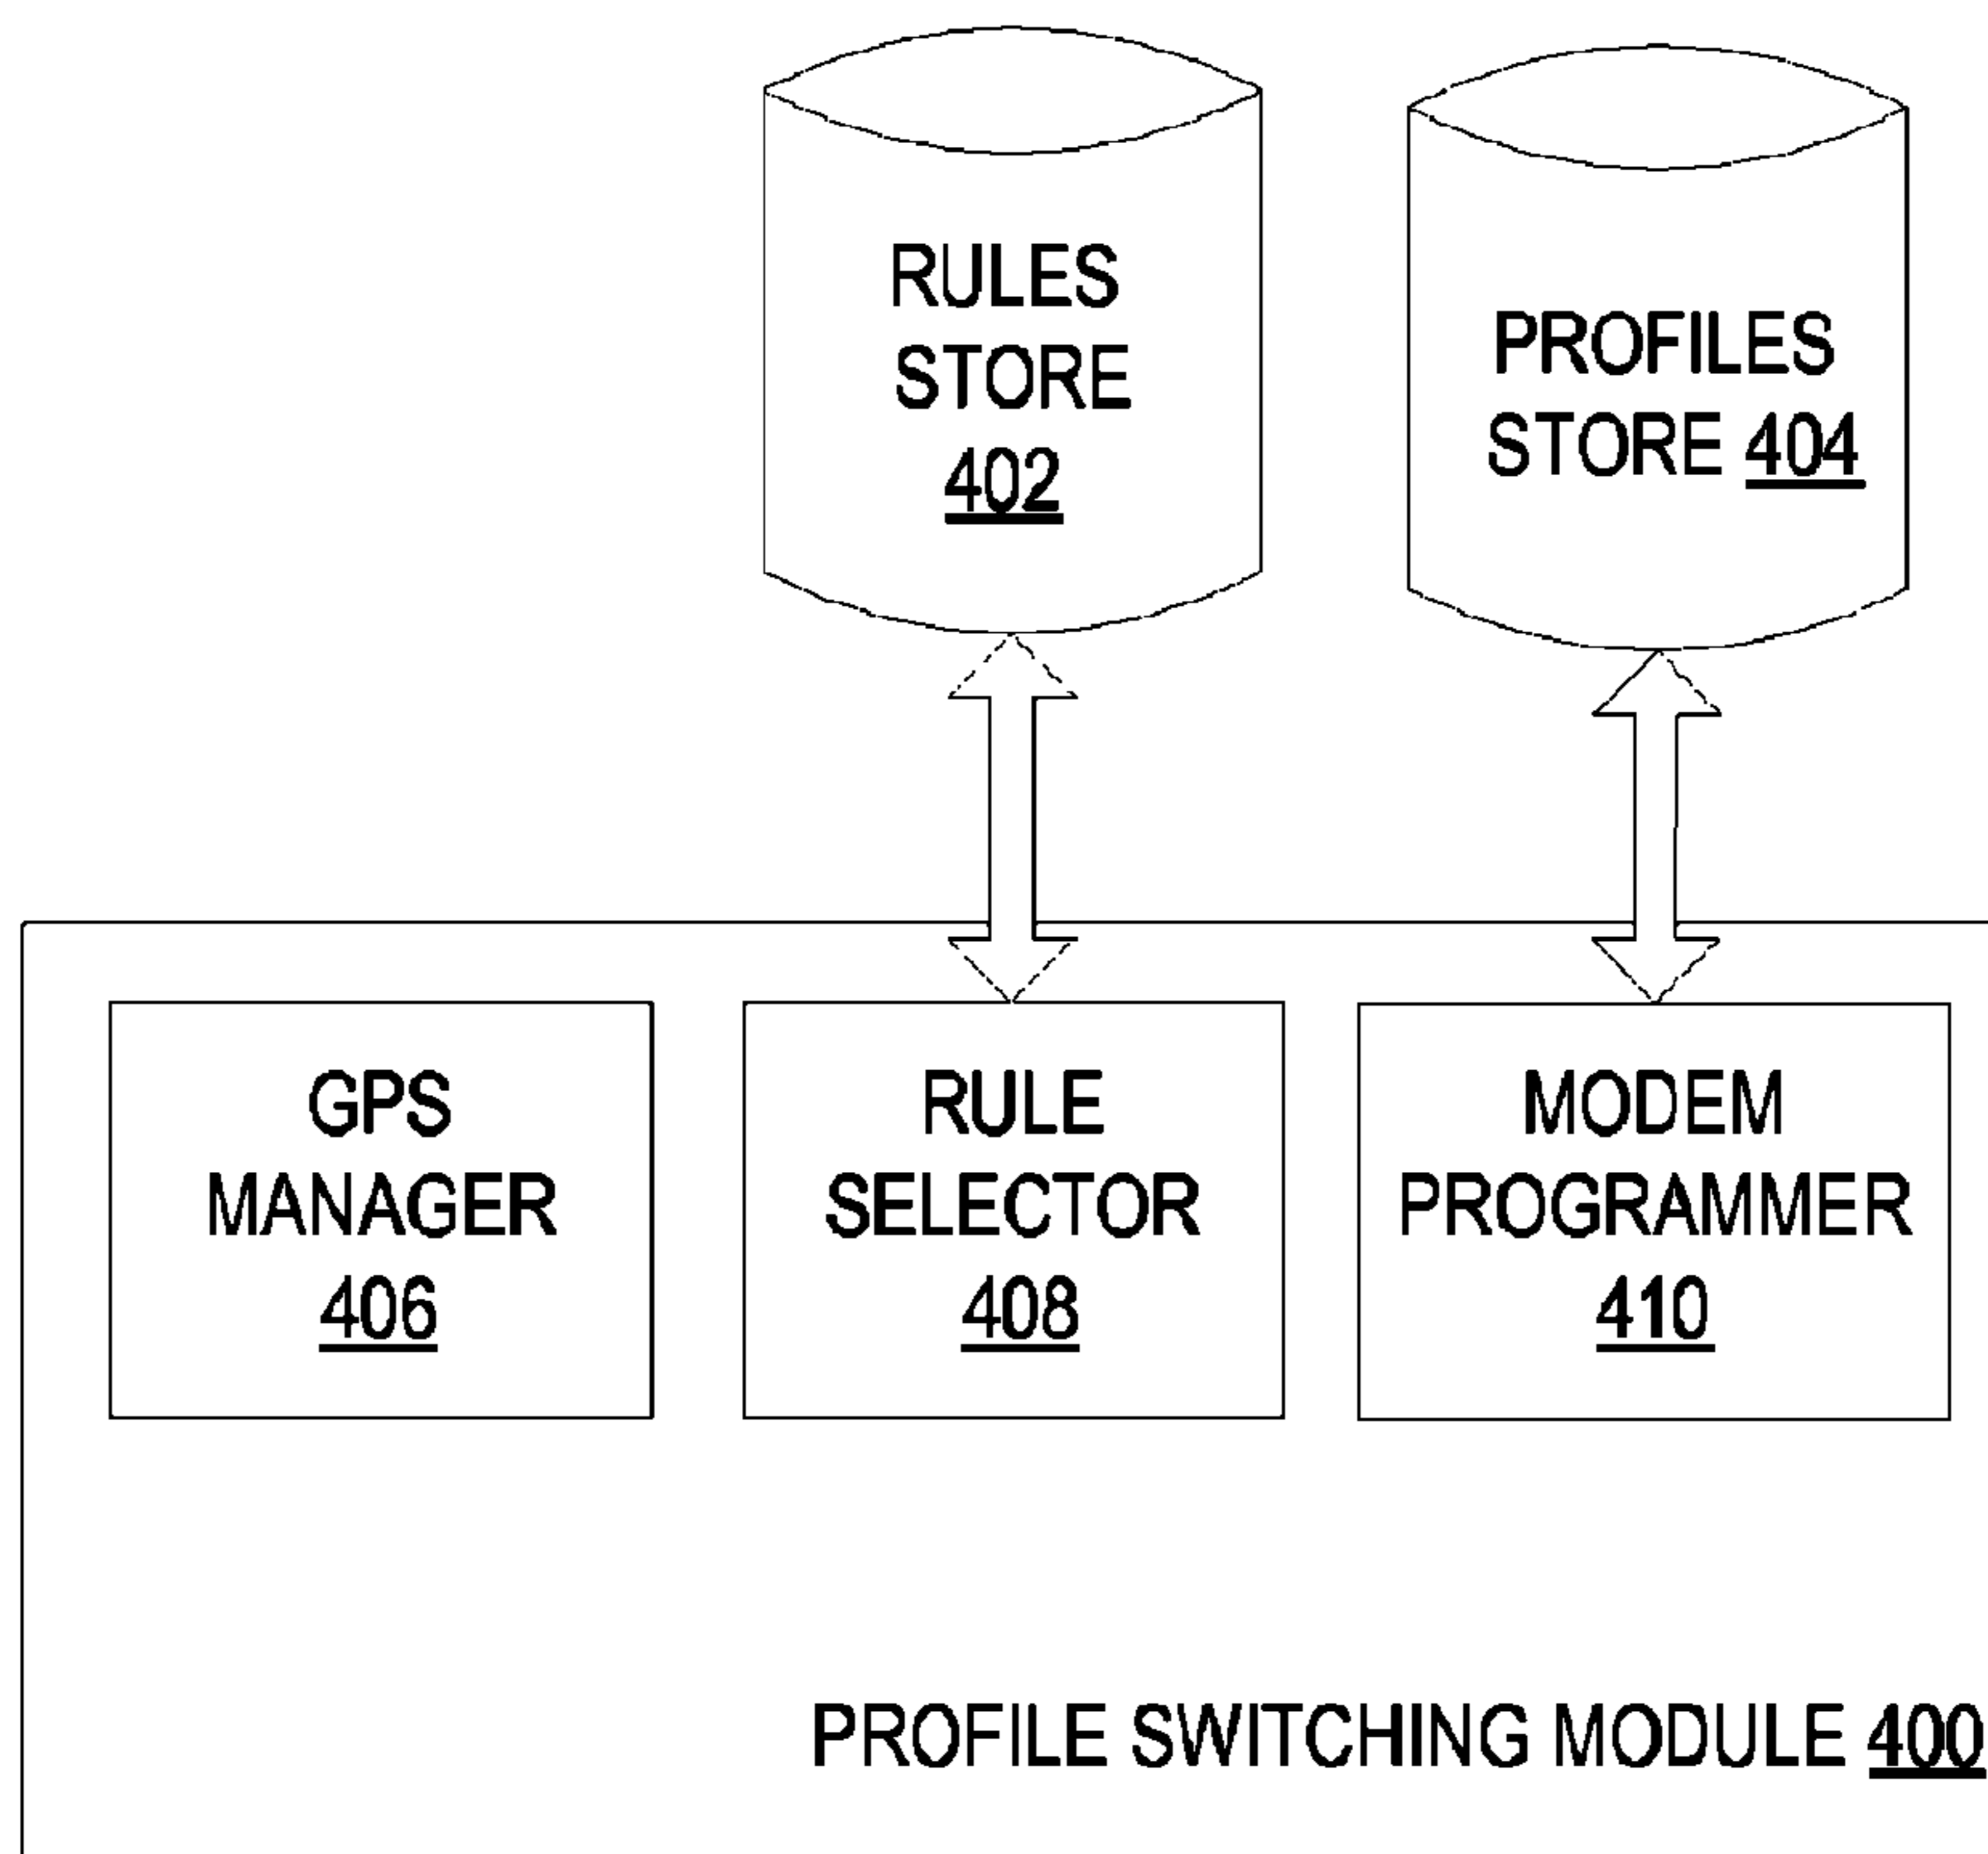 RULES
STORE
402
PROFILES
STORE 404
GPS
MANAGER
406
RULE
SELECTOR
408
MODEM
PROGRAMMER
410
PROFILE SWITCHING MODULE 400